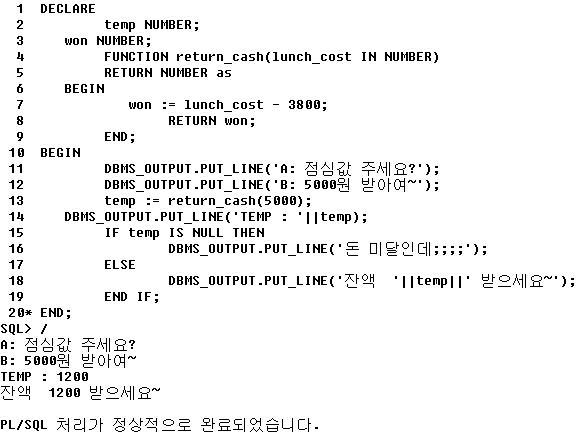 1 DECLARE
2 temp NUMBER;
3 won NUMBER;
4 FUNCTION return_cash(lunch_cost IN NUMBER)
5 RETURN NUMBER as
6 BEGIN
7 won := lunch_cost - 3800;
8 RETURN won;
9 END;
10 BEGIN
11 DBMS_OUTPUT.PUT_LINE('A: 점심값 주세요?');
12 DBMS_OUTPUT.PUT_LINE('B: 5000원 받아여~');
13 temp := return_cash(5000);
14 DBMS_OUTPUT.PUT_LINE('TEMP : '||temp);
15 IF temp IS NULL THEN
16 DBMS_OUTPUT.PUT_LINE('돈 미달인데;;;;');
17 ELSE
18 DBMS_OUTPUT.PUT_LINE('잔액  '||temp||' 받으세요~');
19 END IF;
20* END;
SQL> /
A: 점심값 주세요?
B: 5000원 받아여~
TEMP : 1200
잔액  1200 받으세요~
PL/SQL 처리가 정상적으로 완료되었습니다.